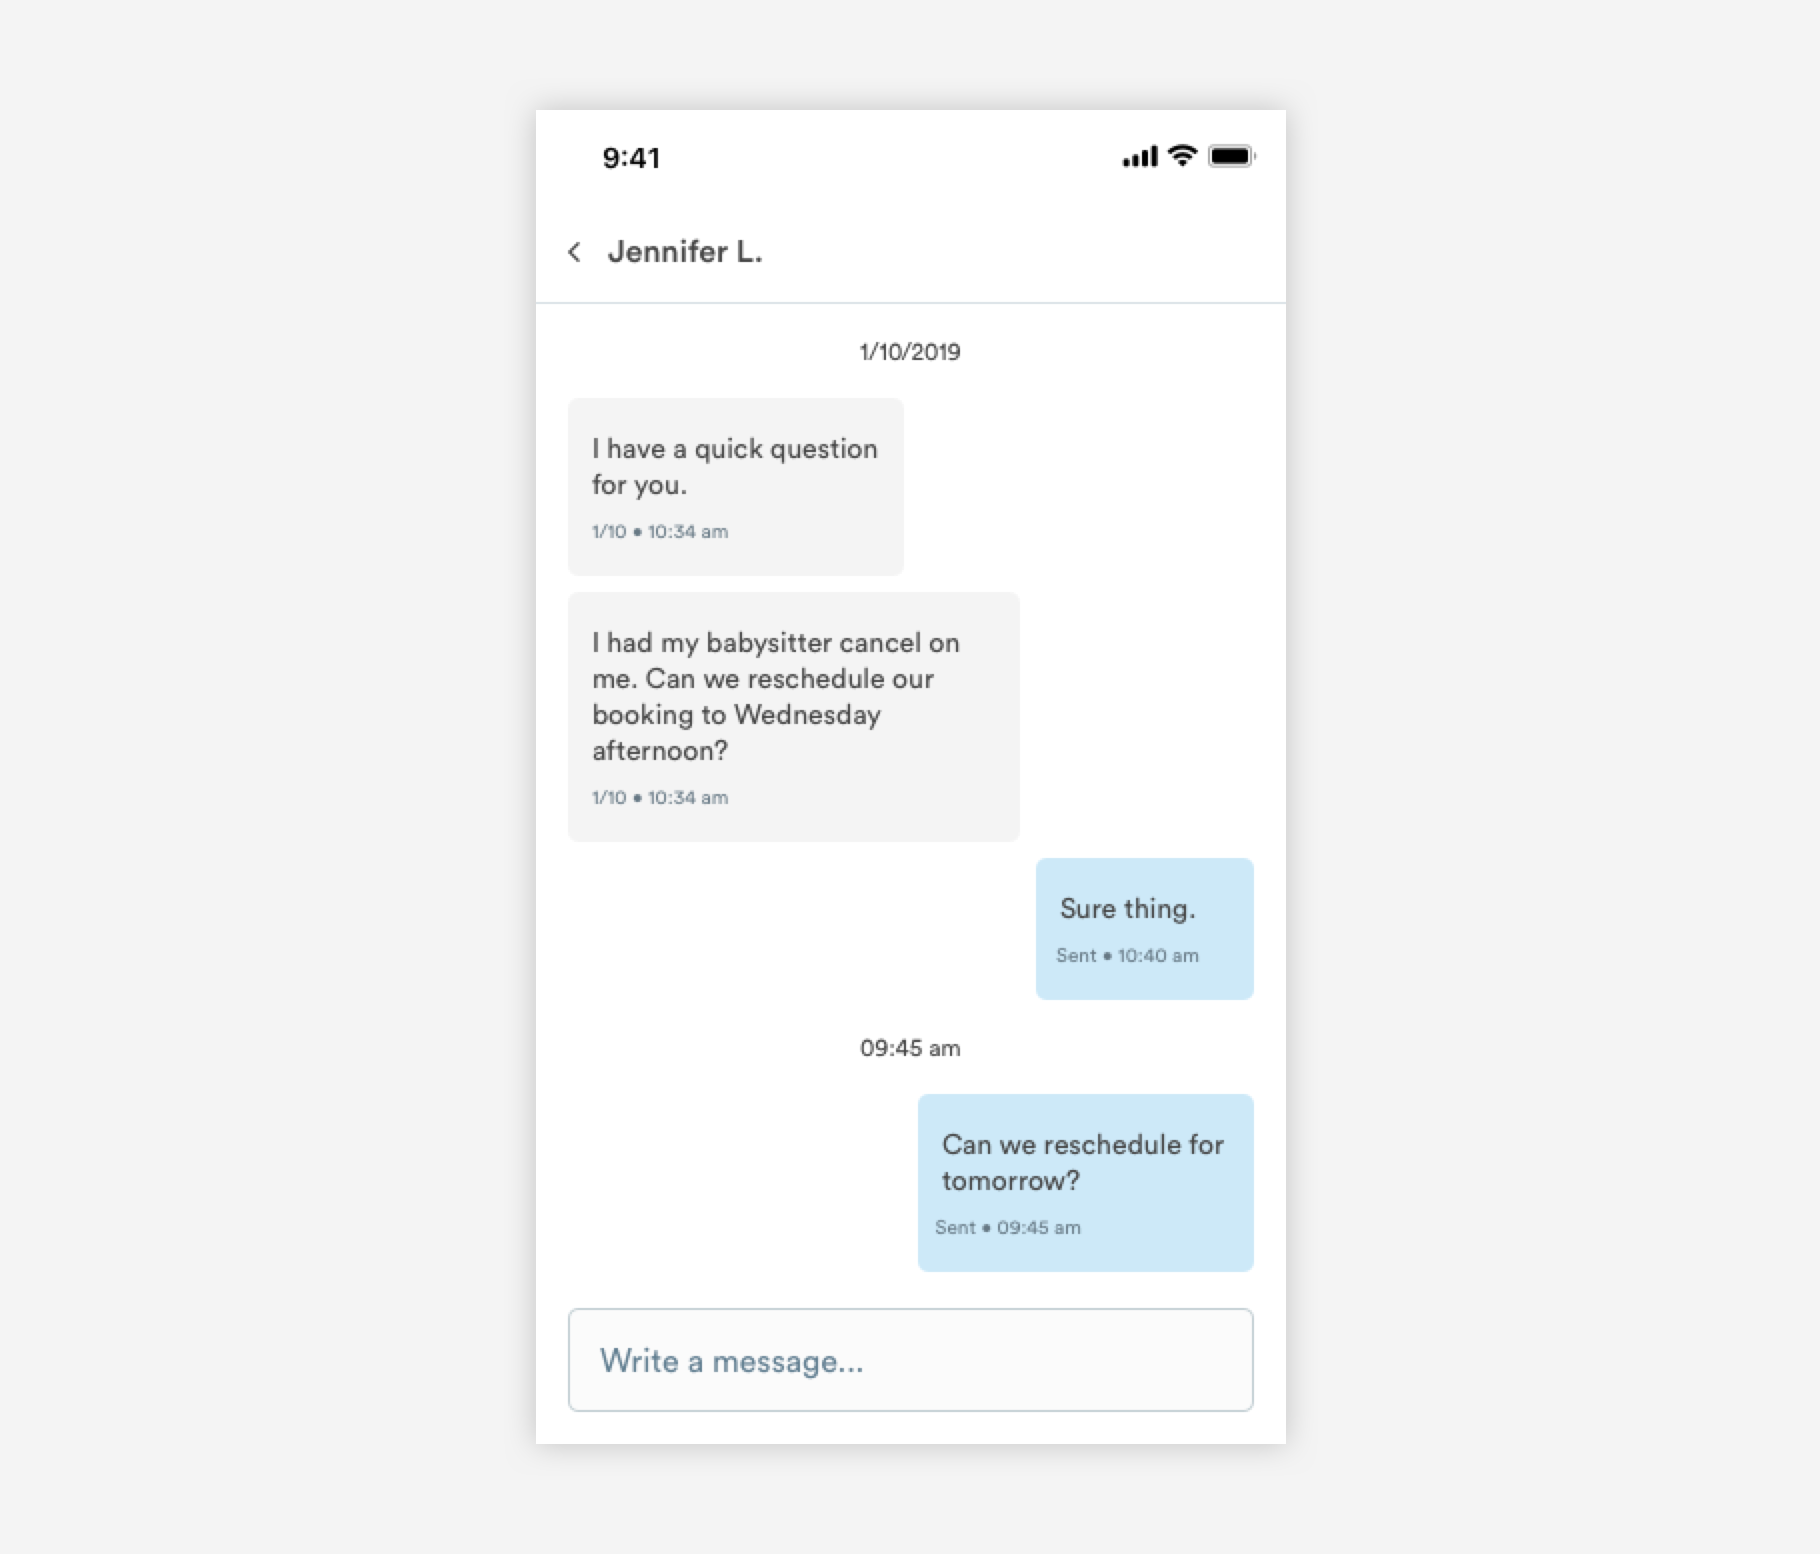 9:41
Jennifer L.
1/10/2019
I have a quick question
for you.
1/10 • 10:34 am
I had my babysitter cancel on
me. Can we reschedule our
booking to Wednesday
afternoon?
1/10 • 10:34 am
Sure thing.
Sent • 10:40 am
09:45 am
Can we reschedule for
tomorrow?
Sent • 09:45 am
Write a message...